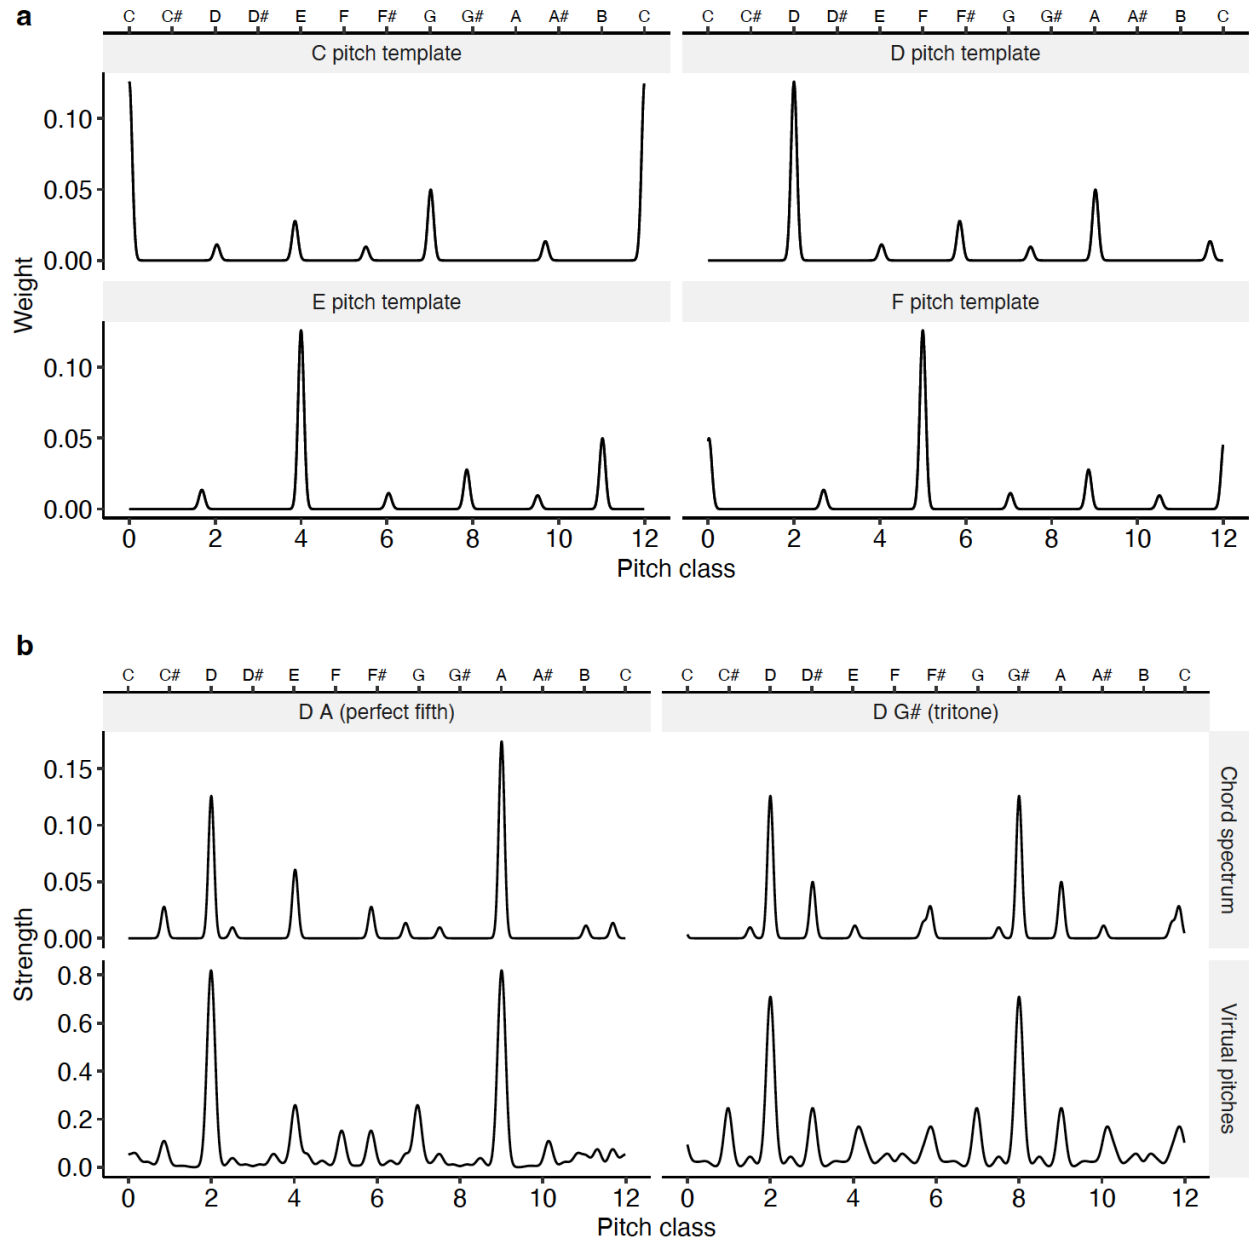 a
C C# D D# E F F# G G# A A# B C
C C# D D# E F F# G G# A A# B C
C pitch template
D pitch template
0.10
0.05
0.00
Weight
E pitch template
F pitch template
0.10
0.05
0.00
0 2 4 6 8 10 12
0 2 4 6 8 10 12
Pitch class
b
C C# D D# E F F# G G# A A# B C
C C# D D# E F F# G G# A A# B C
D A (perfect fifth)
D G# (tritone)
0.15
0.10
0.05
0.00
Chord spectrum
Strength
0.8
0.6
0.4
0.2
0.0
Virtual pitches
0 2 4 6 8 10 12
0 2 4 6 8 10 12
Pitch class